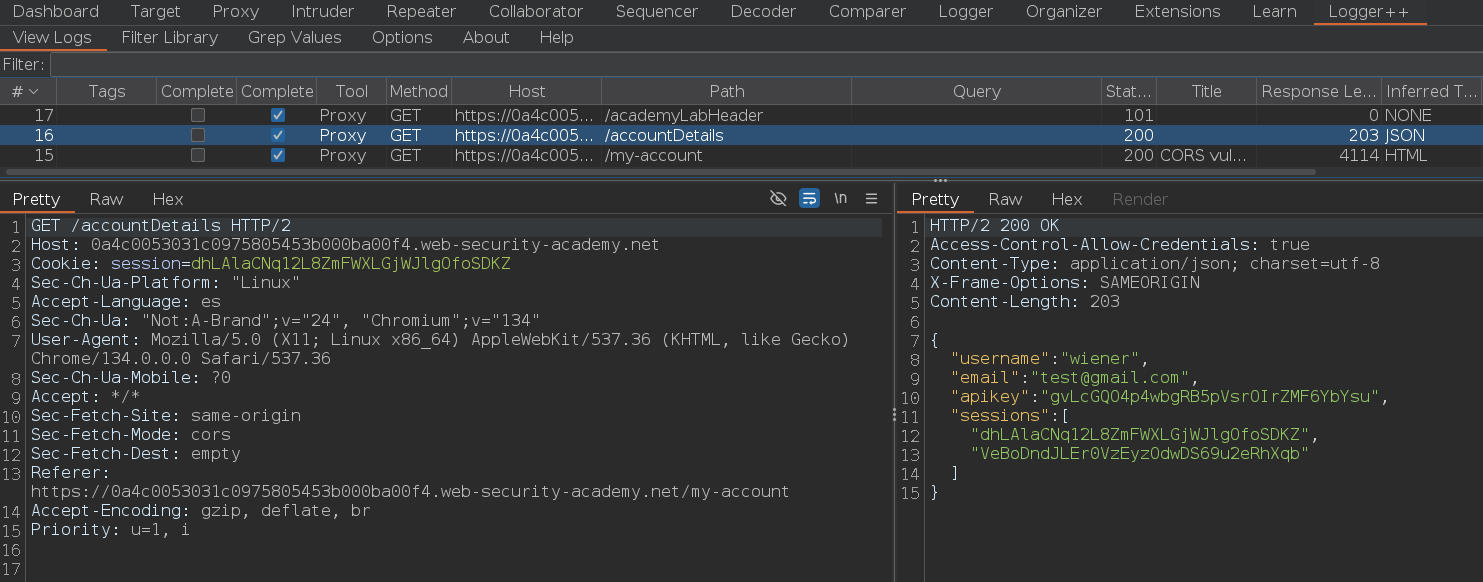 Dashboard Target Proxy Intruder Repeater Collaborator Sequencer Decoder Comparer Logger Organizer Extensions Learn Logger++
View Logs Filter Library Grep Values Options About Help
Filter:
# Tags Complete Complete Tool Method Host Path Query Stat... Title Response Le... Inferred T...
17 Proxy GET https://0a4c005... /academyLabHeader 101 0 NONE
16 Proxy GET https://0a4c005... /accountDetails 200 203 JSON
15 Proxy GET https://0a4c005... /my-account 200 CORS vul... 4114 HTML
Pretty Raw Hex \n
1 GET /accountDetails HTTP/2
2 Host: 0a4c0053031c0975805453b000ba00f4.web-security-academy.net
3 Cookie: session=dhLAlaCNq12L8ZmFWXLGjWJlgOfoSDKZ
4 Sec-Ch-Ua-Platform: "Linux"
5 Accept-Language: es
6 Sec-Ch-Ua: "Not:A-Brand";v="24", "Chromium";v="134"
7 User-Agent: Mozilla/5.0 (X11; Linux x86_64) AppleWebKit/537.36 (KHTML, like Gecko)
Chrome/134.0.0.0 Safari/537.36
8 Sec-Ch-Ua-Mobile: ?0
9 Accept: */*
10 Sec-Fetch-Site: same-origin
11 Sec-Fetch-Mode: cors
12 Sec-Fetch-Dest: empty
13 Referer:
https://0a4c0053031c0975805453b000ba00f4.web-security-academy.net/my-account
14 Accept-Encoding: gzip, deflate, br
15 Priority: u=1, i
16
17
Pretty Raw Hex Render
1 HTTP/2 200 OK
2 Access-Control-Allow-Credentials: true
3 Content-Type: application/json; charset=utf-8
4 X-Frame-Options: SAMEORIGIN
5 Content-Length: 203
6
7 {
8 "username":"wiener",
9 "email":"test@gmail.com",
10 "apikey":"gvLcGQO4p4wbgRB5pVsrOIrZMF6YbYsu",
11 "sessions":[
12 "dhLAlaCNq12L8ZmFWXLGjWJlgOfoSDKZ",
13 "VeBoDndJLEr0VzEyzOdwDS69u2eRhXqb"
14 ]
15 }